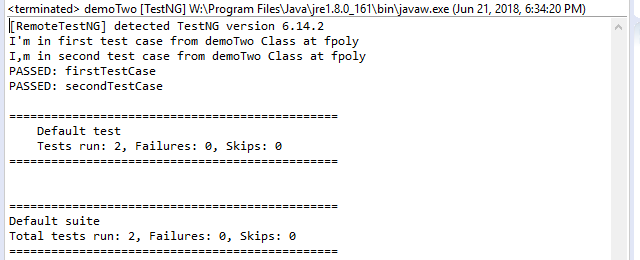 <terminated> demoTwo [TestNG] W:\Program Files\Java\jre1.8.0_161\bin\javaw.exe (Jun 21, 2018, 6:34:20 PM)
[RemoteTestNG] detected TestNG version 6.14.2
I'm in first test case from demoTwo Class at fpoly
I,m in second test case from demoTwo Class at fpoly
PASSED: firstTestCase
PASSED: secondTestCase
===============================================
Default test
Tests run: 2, Failures: 0, Skips: 0
===============================================
===============================================
Default suite
Total tests run: 2, Failures: 0, Skips: 0
===============================================